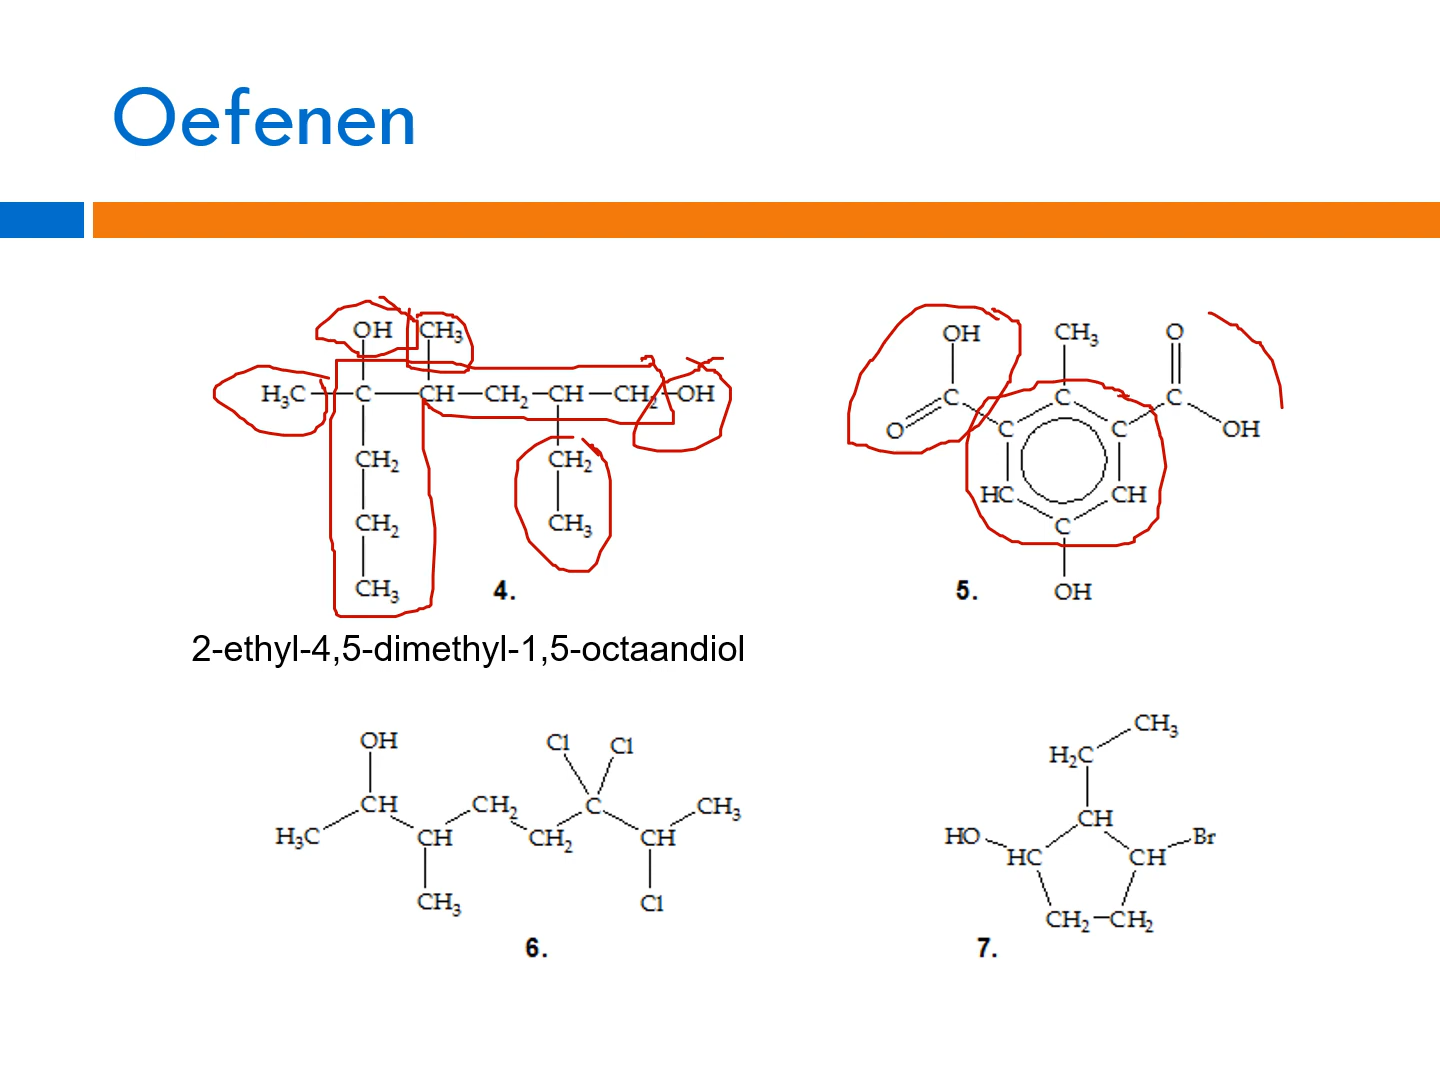 Oefenen
OH CH₃
H₃C C CH CH₂ CH CH₂ OH
CH₂ CH₂
CH₂ CH₃
CH₃
4.
OH CH₃ O
C C C
O C C OH
HC CH
C
OH
5.
2-ethyl-4,5-dimethyl-1,5-octaandiol
OH Cl Cl
CH CH₂ C CH₃
H₃C CH CH₂ CH
CH₃ Cl
6.
CH₃
H₂C
CH
HO Br
HC CH
CH₂ CH₂
7.